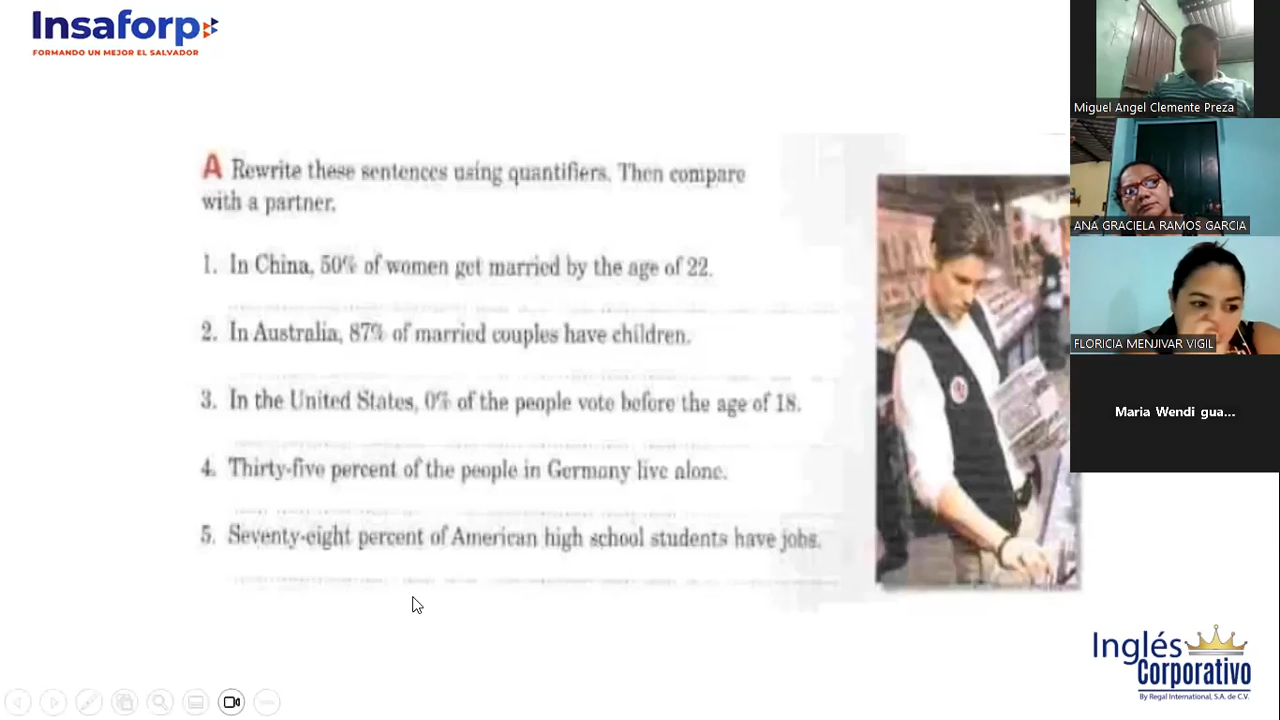 Insaforp
FORMANDO UN MEJOR EL SALVADOR
A Rewrite these sentences using quantifiers. Then compare
with a partner.
1. In China, 50% of women get married by the age of 22.
2. In Australia, 87% of married couples have children.
3. In the United States, 0% of the people vote before the age of 18.
4. Thirty-five percent of the people in Germany live alone.
5. Seventy-eight percent of American high school students have jobs.
Miguel Angel Clemente Preza
ANA GRACIELA RAMOS GARCIA
FLORICIA MENJIVAR VIGIL
Maria Wendi gua...
Inglés
Corporativo
By Regal International, S.A. de C.V.